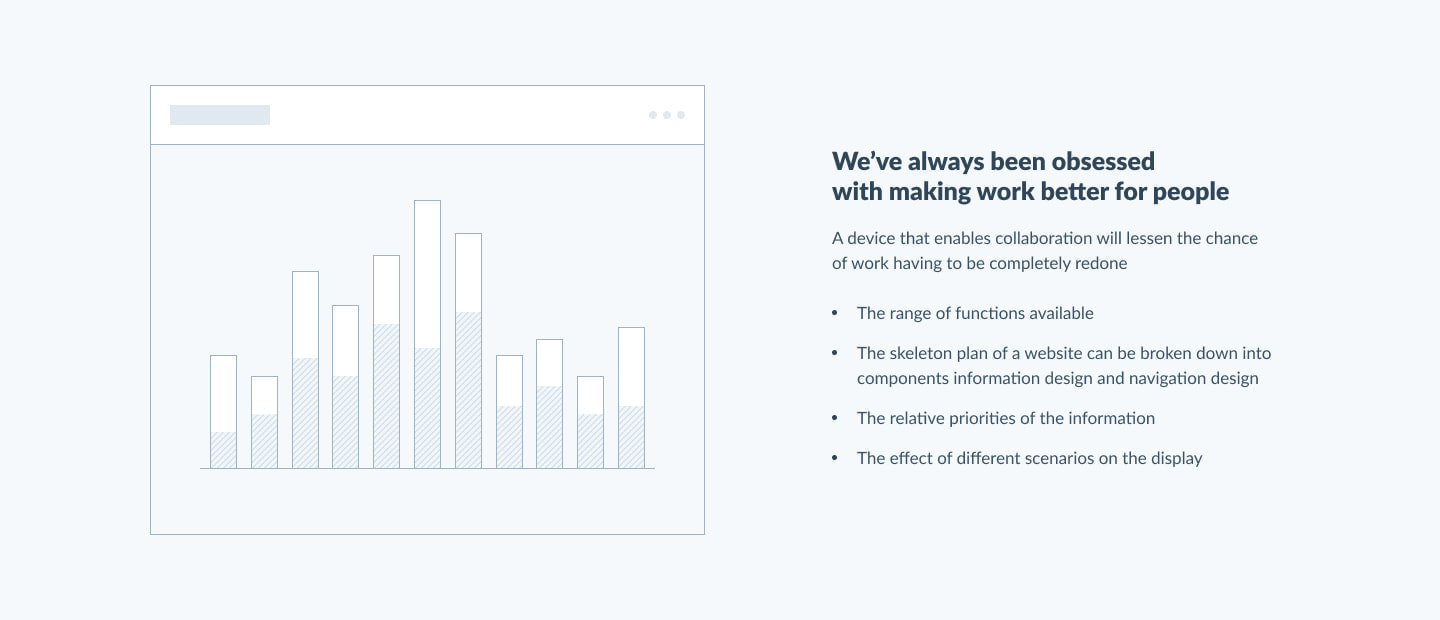 We’ve always been obsessed
with making work better for people
A device that enables collaboration will lessen the chance
of work having to be completely redone
• The range of functions available
• The skeleton plan of a website can be broken down into
components information design and navigation design
• The relative priorities of the information
• The effect of different scenarios on the display